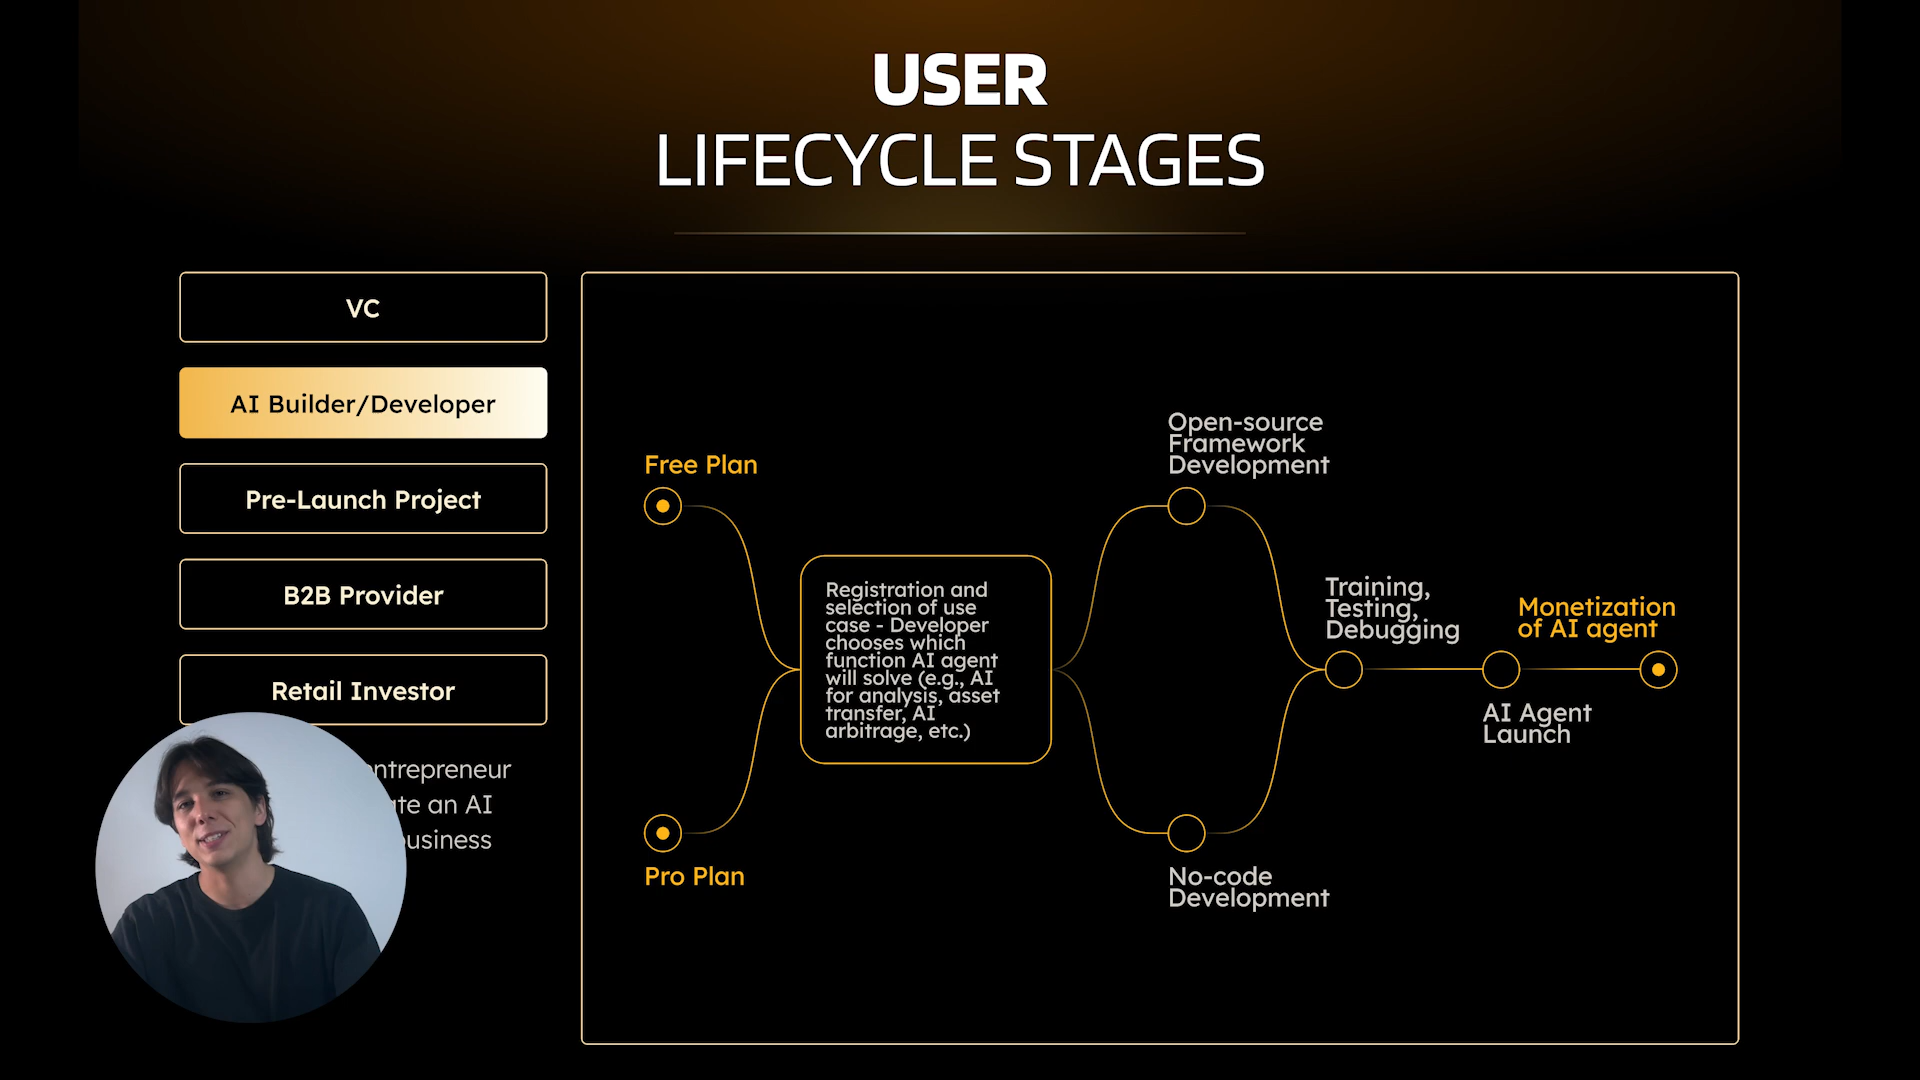 USER
LIFECYCLE STAGES
VC
AI Builder/Developer
Pre-Launch Project
B2B Provider
Retail Investor
an AI
Free Plan
Pro Plan
Registration and
selection of use
case - Developer
chooses which
function AI agent
will solve (e.g., AI
for analysis, asset
transfer, AI
arbitrage, etc.)
Open-source
Framework
Development
No-code
Development
Training,
Testing,
Debugging
AI Agent
Launch
Monetization
of AI agent